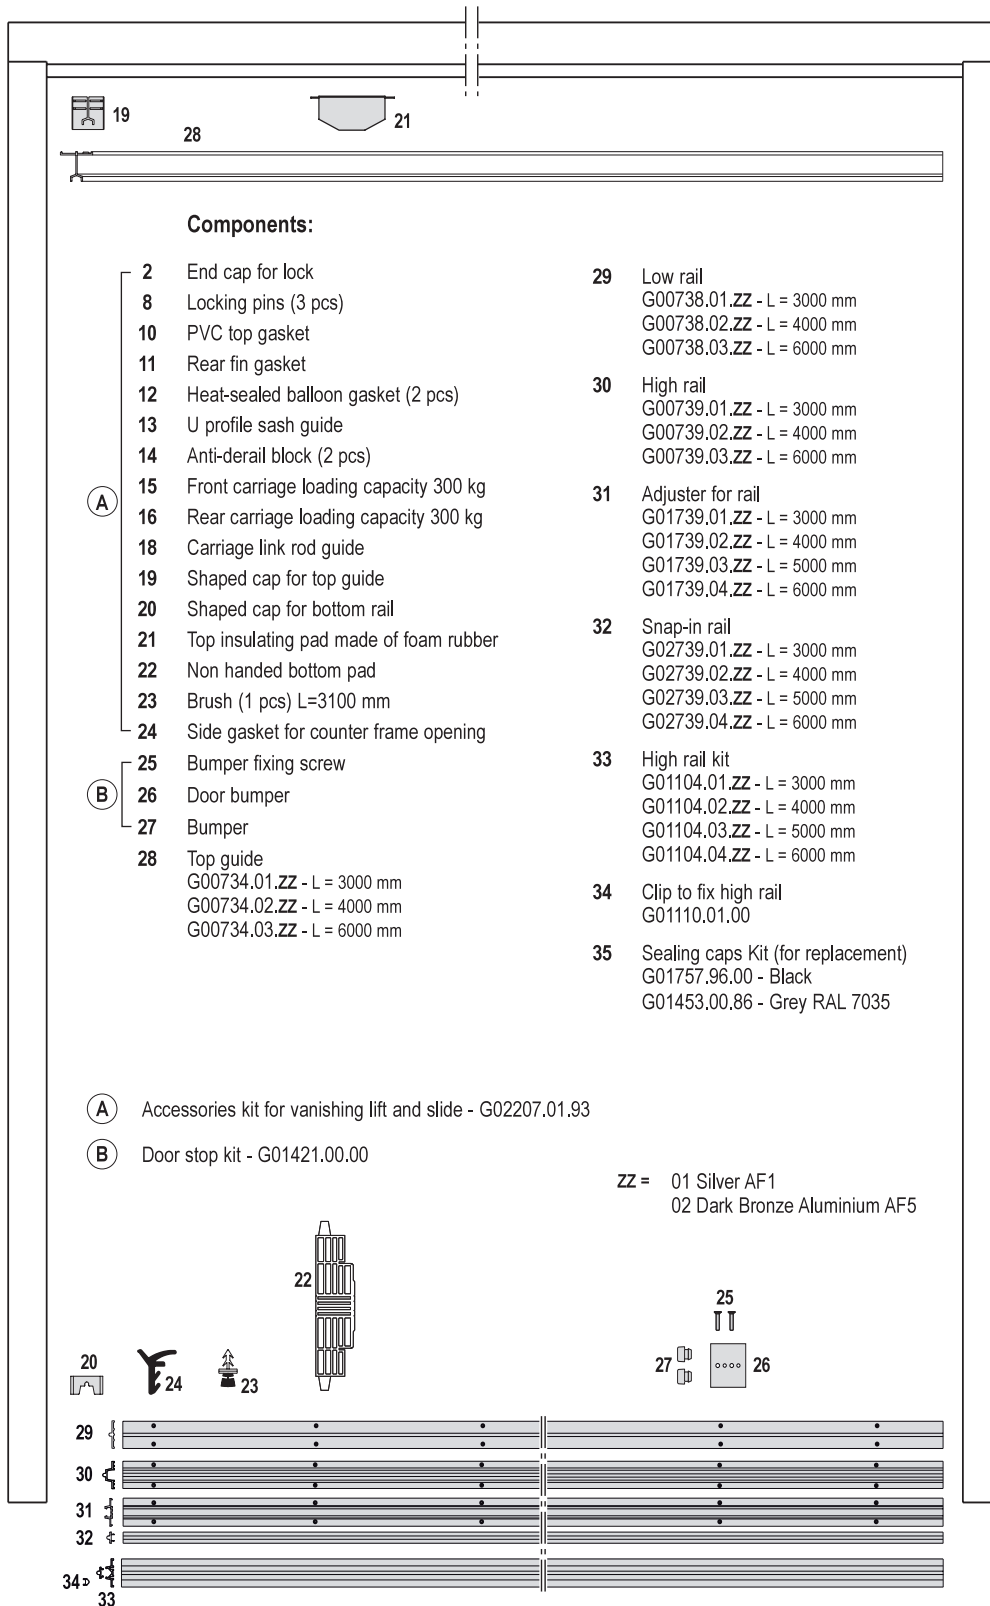 19
21
28
Components:
2 End cap for lock
8 Locking pins (3 pcs)
10 PVC top gasket
11 Rear fin gasket
12 Heat-sealed balloon gasket (2 pcs)
13 U profile sash guide
14 Anti-derail block (2 pcs)
15 Front carriage loading capacity 300 kg
A
16 Rear carriage loading capacity 300 kg
18 Carriage link rod guide
19 Shaped cap for top guide
20 Shaped cap for bottom rail
21 Top insulating pad made of foam rubber
22 Non handed bottom pad
23 Brush (1 pcs) L=3100 mm
24 Side gasket for counter frame opening
25 Bumper fixing screw
B
26 Door bumper
27 Bumper
28 Top guide
G00734.01.ZZ - L = 3000 mm
G00734.02.ZZ - L = 4000 mm
G00734.03.ZZ - L = 6000 mm
29 Low rail
G00738.01.ZZ - L = 3000 mm
G00738.02.ZZ - L = 4000 mm
G00738.03.ZZ - L = 6000 mm
30 High rail
G00739.01.ZZ - L = 3000 mm
G00739.02.ZZ - L = 4000 mm
G00739.03.ZZ - L = 6000 mm
31 Adjuster for rail
G01739.01.ZZ - L = 3000 mm
G01739.02.ZZ - L = 4000 mm
G01739.03.ZZ - L = 5000 mm
G01739.04.ZZ - L = 6000 mm
32 Snap-in rail
G02739.01.ZZ - L = 3000 mm
G02739.02.ZZ - L = 4000 mm
G02739.03.ZZ - L = 5000 mm
G02739.04.ZZ - L = 6000 mm
33 High rail kit
G01104.01.ZZ - L = 3000 mm
G01104.02.ZZ - L = 4000 mm
G01104.03.ZZ - L = 5000 mm
G01104.04.ZZ - L = 6000 mm
34 Clip to fix high rail
G01110.01.00
35 Sealing caps Kit (for replacement)
G01757.96.00 - Black
G01453.00.86 - Grey RAL 7035
A Accessories kit for vanishing lift and slide - G02207.01.93
B Door stop kit - G01421.00.00
ZZ = 01 Silver AF1
02 Dark Bronze Aluminium AF5
22
25
20
24
23
27
26
29
30
31
32
34
33